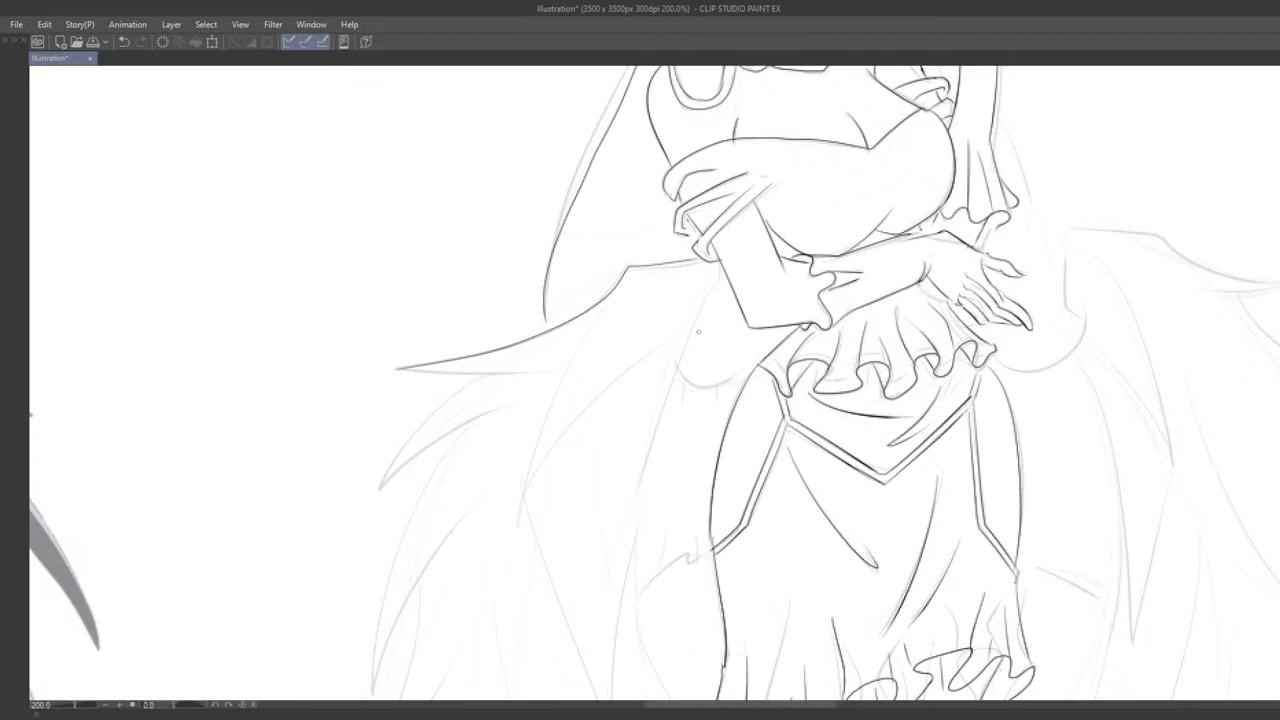 Illustration* (3500 x 3500px 300dpi 200.0%) - CLIP STUDIO PAINT EX
File Edit Story(P) Animation Layer Select View Filter Window Help
Illustration*
200.0 0.0